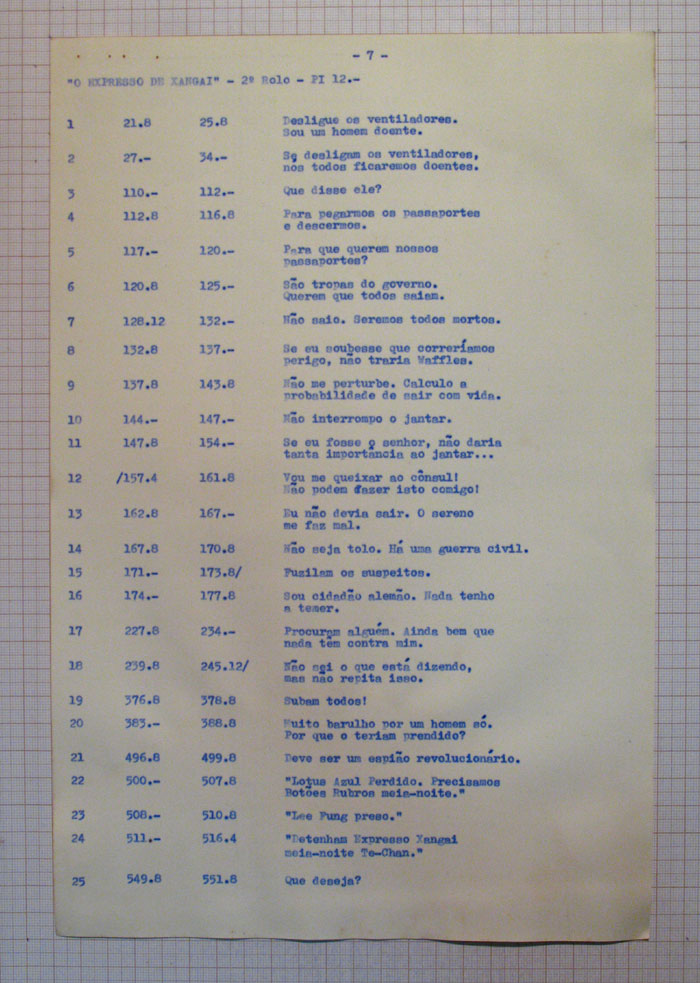 - 7 -
"O EXPRESSO DE XANGAI" - 2º Rolo - PI 12.-
1 21.8 25.8 Desligue os ventiladores.
Sou um homem doente.
2 27.- 34.- Se desligam os ventiladores,
nos todos ficaremos doentes.
3 110.- 112.- Que disse ele?
4 112.8 116.8 Para pegarmos os passaportes
e descermos.
5 117.- 120.- Para que querem nossos
passaportes?
6 120.8 125.- São tropas do governo.
Querem que todos saiam.
7 128.12 132.- Não saio. Seremos todos mortos.
8 132.8 137.- Se eu soubesse que correríamos
perigo, não traria Waffles.
9 137.8 143.8 Não me perturbe. Calculo a
probabilidade de sair com vida.
10 144.- 147.- Não interrompo o jantar.
11 147.8 154.- Se eu fosse o senhor, não daria
tanta importância ao jantar...
12 /157.4 161.8 Vou me queixar ao cônsul!
Não podem fazer isto comigo!
13 162.8 167.- Eu não devia sair. O sereno
me faz mal.
14 167.8 170.8 Não seja tolo. Há uma guerra civil.
15 171.- 173.8/ Fuzilam os suspeitos.
16 174.- 177.8 Sou cidadão alemão. Nada tenho
a temer.
17 227.8 234.- Procuram alguém. Ainda bem que
nada têm contra mim.
18 239.8 245.12/ Não sei o que está dizendo,
mas não repita isso.
19 376.8 378.8 Subam todos!
20 383.- 388.8 Muito barulho por um homem só.
Por que o teriam prendido?
21 496.8 499.8 Deve ser um espião revolucionário.
22 500.- 507.8 "Lotus Azul Perdido. Precisamos
Botões Rubros meia-noite."
23 508.- 510.8 "Lee Fung preso."
24 511.- 516.4 "Detenham Expresso Xangai
meia-noite Te-Chan."
25 549.8 551.8 Que deseja?